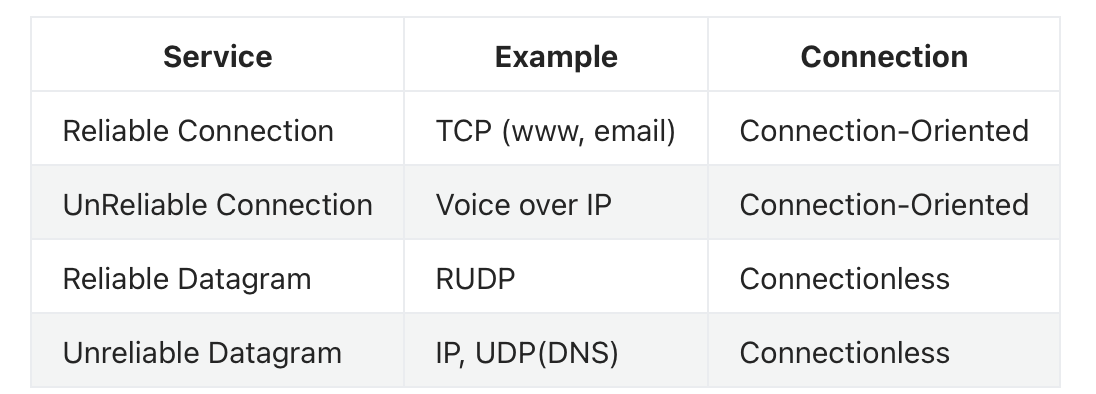 Service Example Connection
Reliable Connection TCP (www, email) Connection-Oriented
UnReliable Connection Voice over IP Connection-Oriented
Reliable Datagram RUDP Connectionless
Unreliable Datagram IP, UDP(DNS) Connectionless